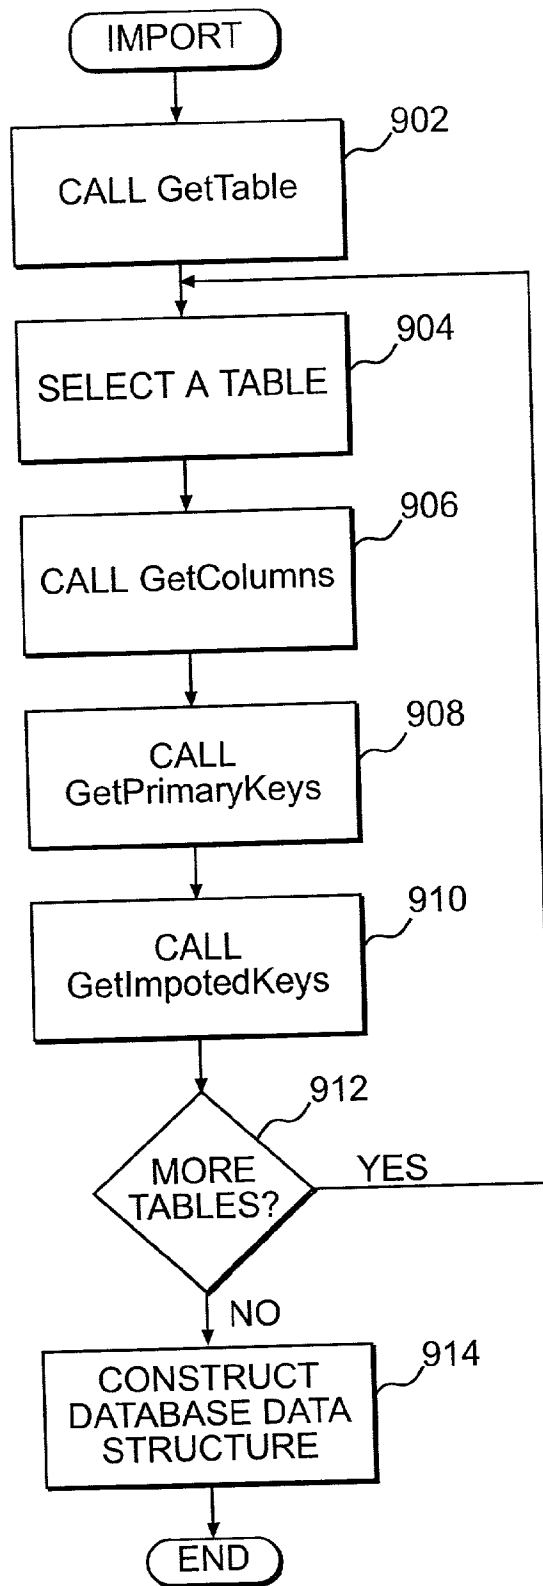 IMPORT
902
CALL GetTable
904
SELECT A TABLE
906
CALL GetColumns
908
CALL
GetPrimaryKeys
910
CALL
GetImpotedKeys
912
MORE
TABLES?
YES
NO
914
CONSTRUCT
DATABASE DATA
STRUCTURE
END